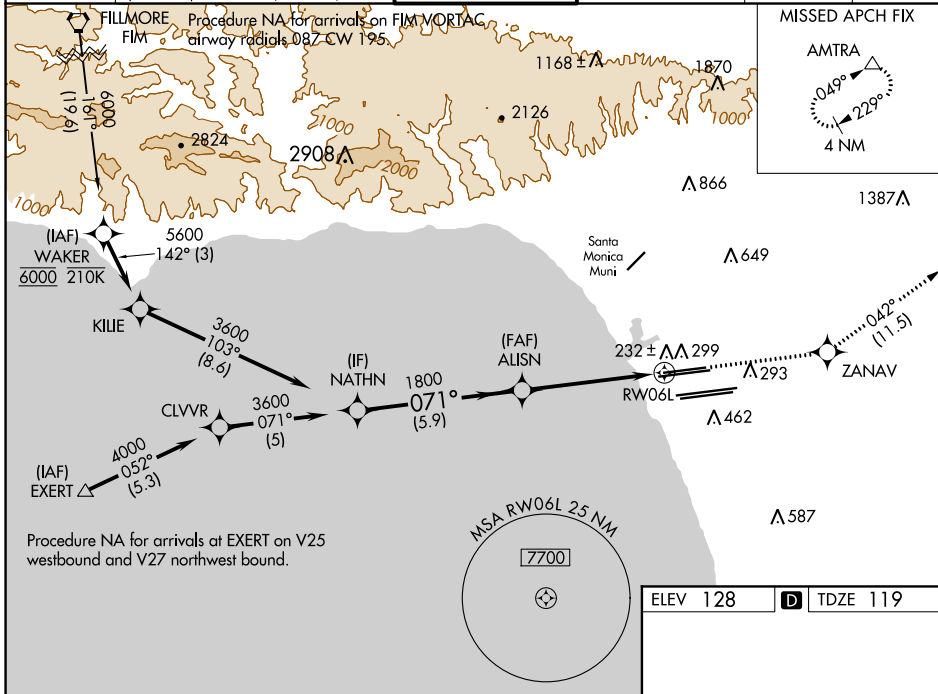 FILLMORE
FIM
Procedure NA for arrivals on FIM VORTAC
airway radials 087 CW 195.
MISSED APCH FIX
AMTRA
049°
229°
4 NM
6000
161°
(19.6)
1168 ±
1870
1000
2126
1000
2824
2908
2000
866
1387
1000
(IAF)
WAKER
6000 210K
5600
142° (3)
Santa
Monica
Muni
649
KILIE
3600
103°
(8.6)
(IF)
NATHN
(FAF)
ALISN
232 ± 299
042°
(11.5)
ZANAV
293
RW06L
1800
071°
(5.9)
CLVVR
3600
071°
(5)
462
4000
052°
(5.3)
(IAF)
EXERT
587
Procedure NA for arrivals at EXERT on V25
westbound and V27 northwest bound.
MSA RW06L 25 NM
7700
ELEV 128 D TDZE 119